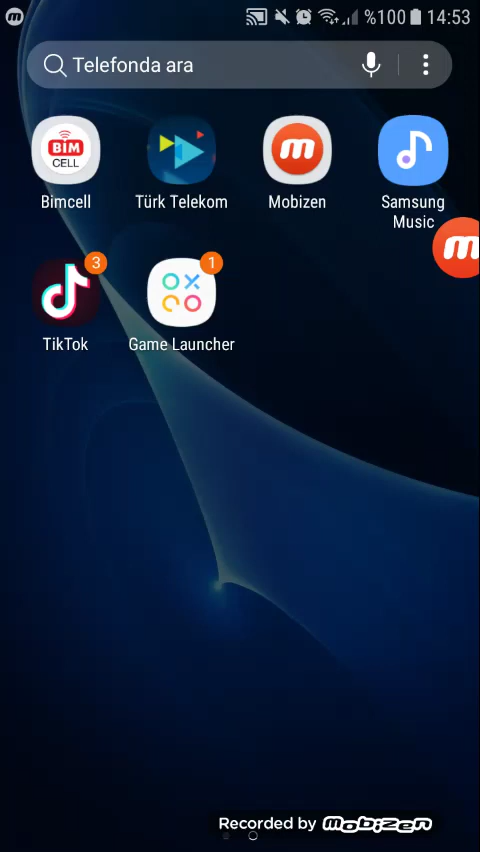 m %100 14:53
Telefonda ara
BİM
CELL
m
Bimcell Türk Telekom Mobizen Samsung
Music
m
3 1
TikTok Game Launcher
Recorded by Mobizen